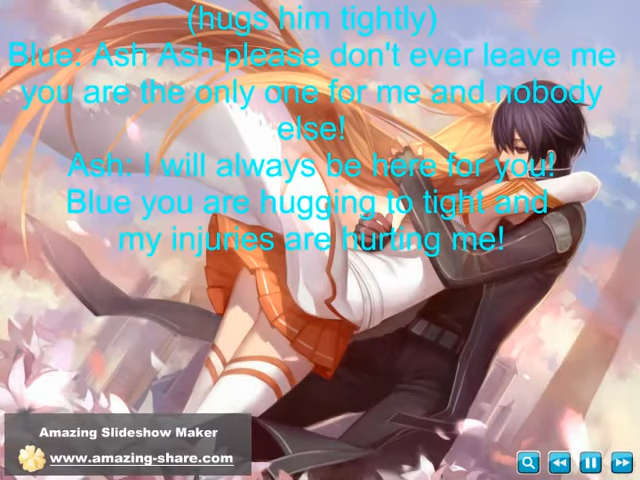 (hugs him tightly)
Blue: Ash Ash please don't ever leave me
you are the only one for me and nobody
else!
Ash: I will always be here for you!
Blue you are hugging to tight and
my injuries are hurting me!
Amazing Slideshow Maker
www.amazing-share.com